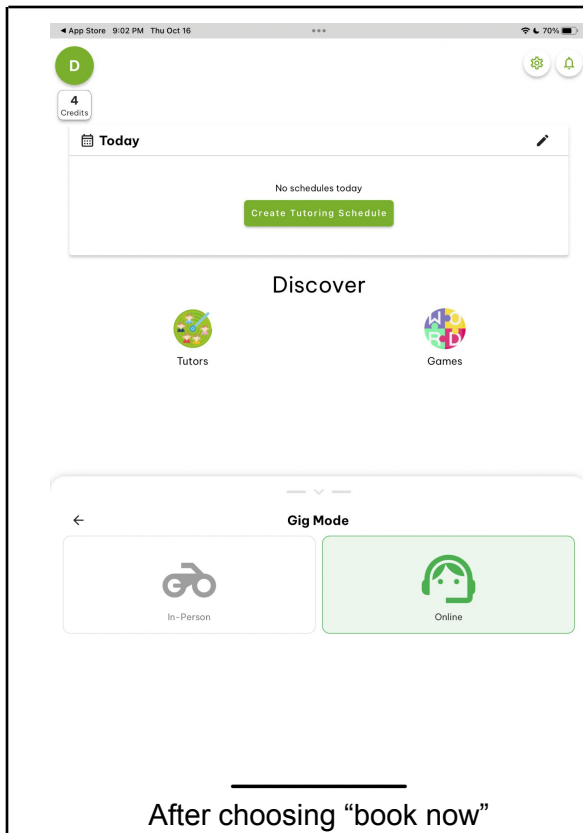 ◀ App Store 9:02 PM Thu Oct 16 70%
D
4
Credits
Today
No schedules today
Create Tutoring Schedule
Discover
WORD
Tutors Games
Gig Mode
In-Person Online
After choosing “book now”